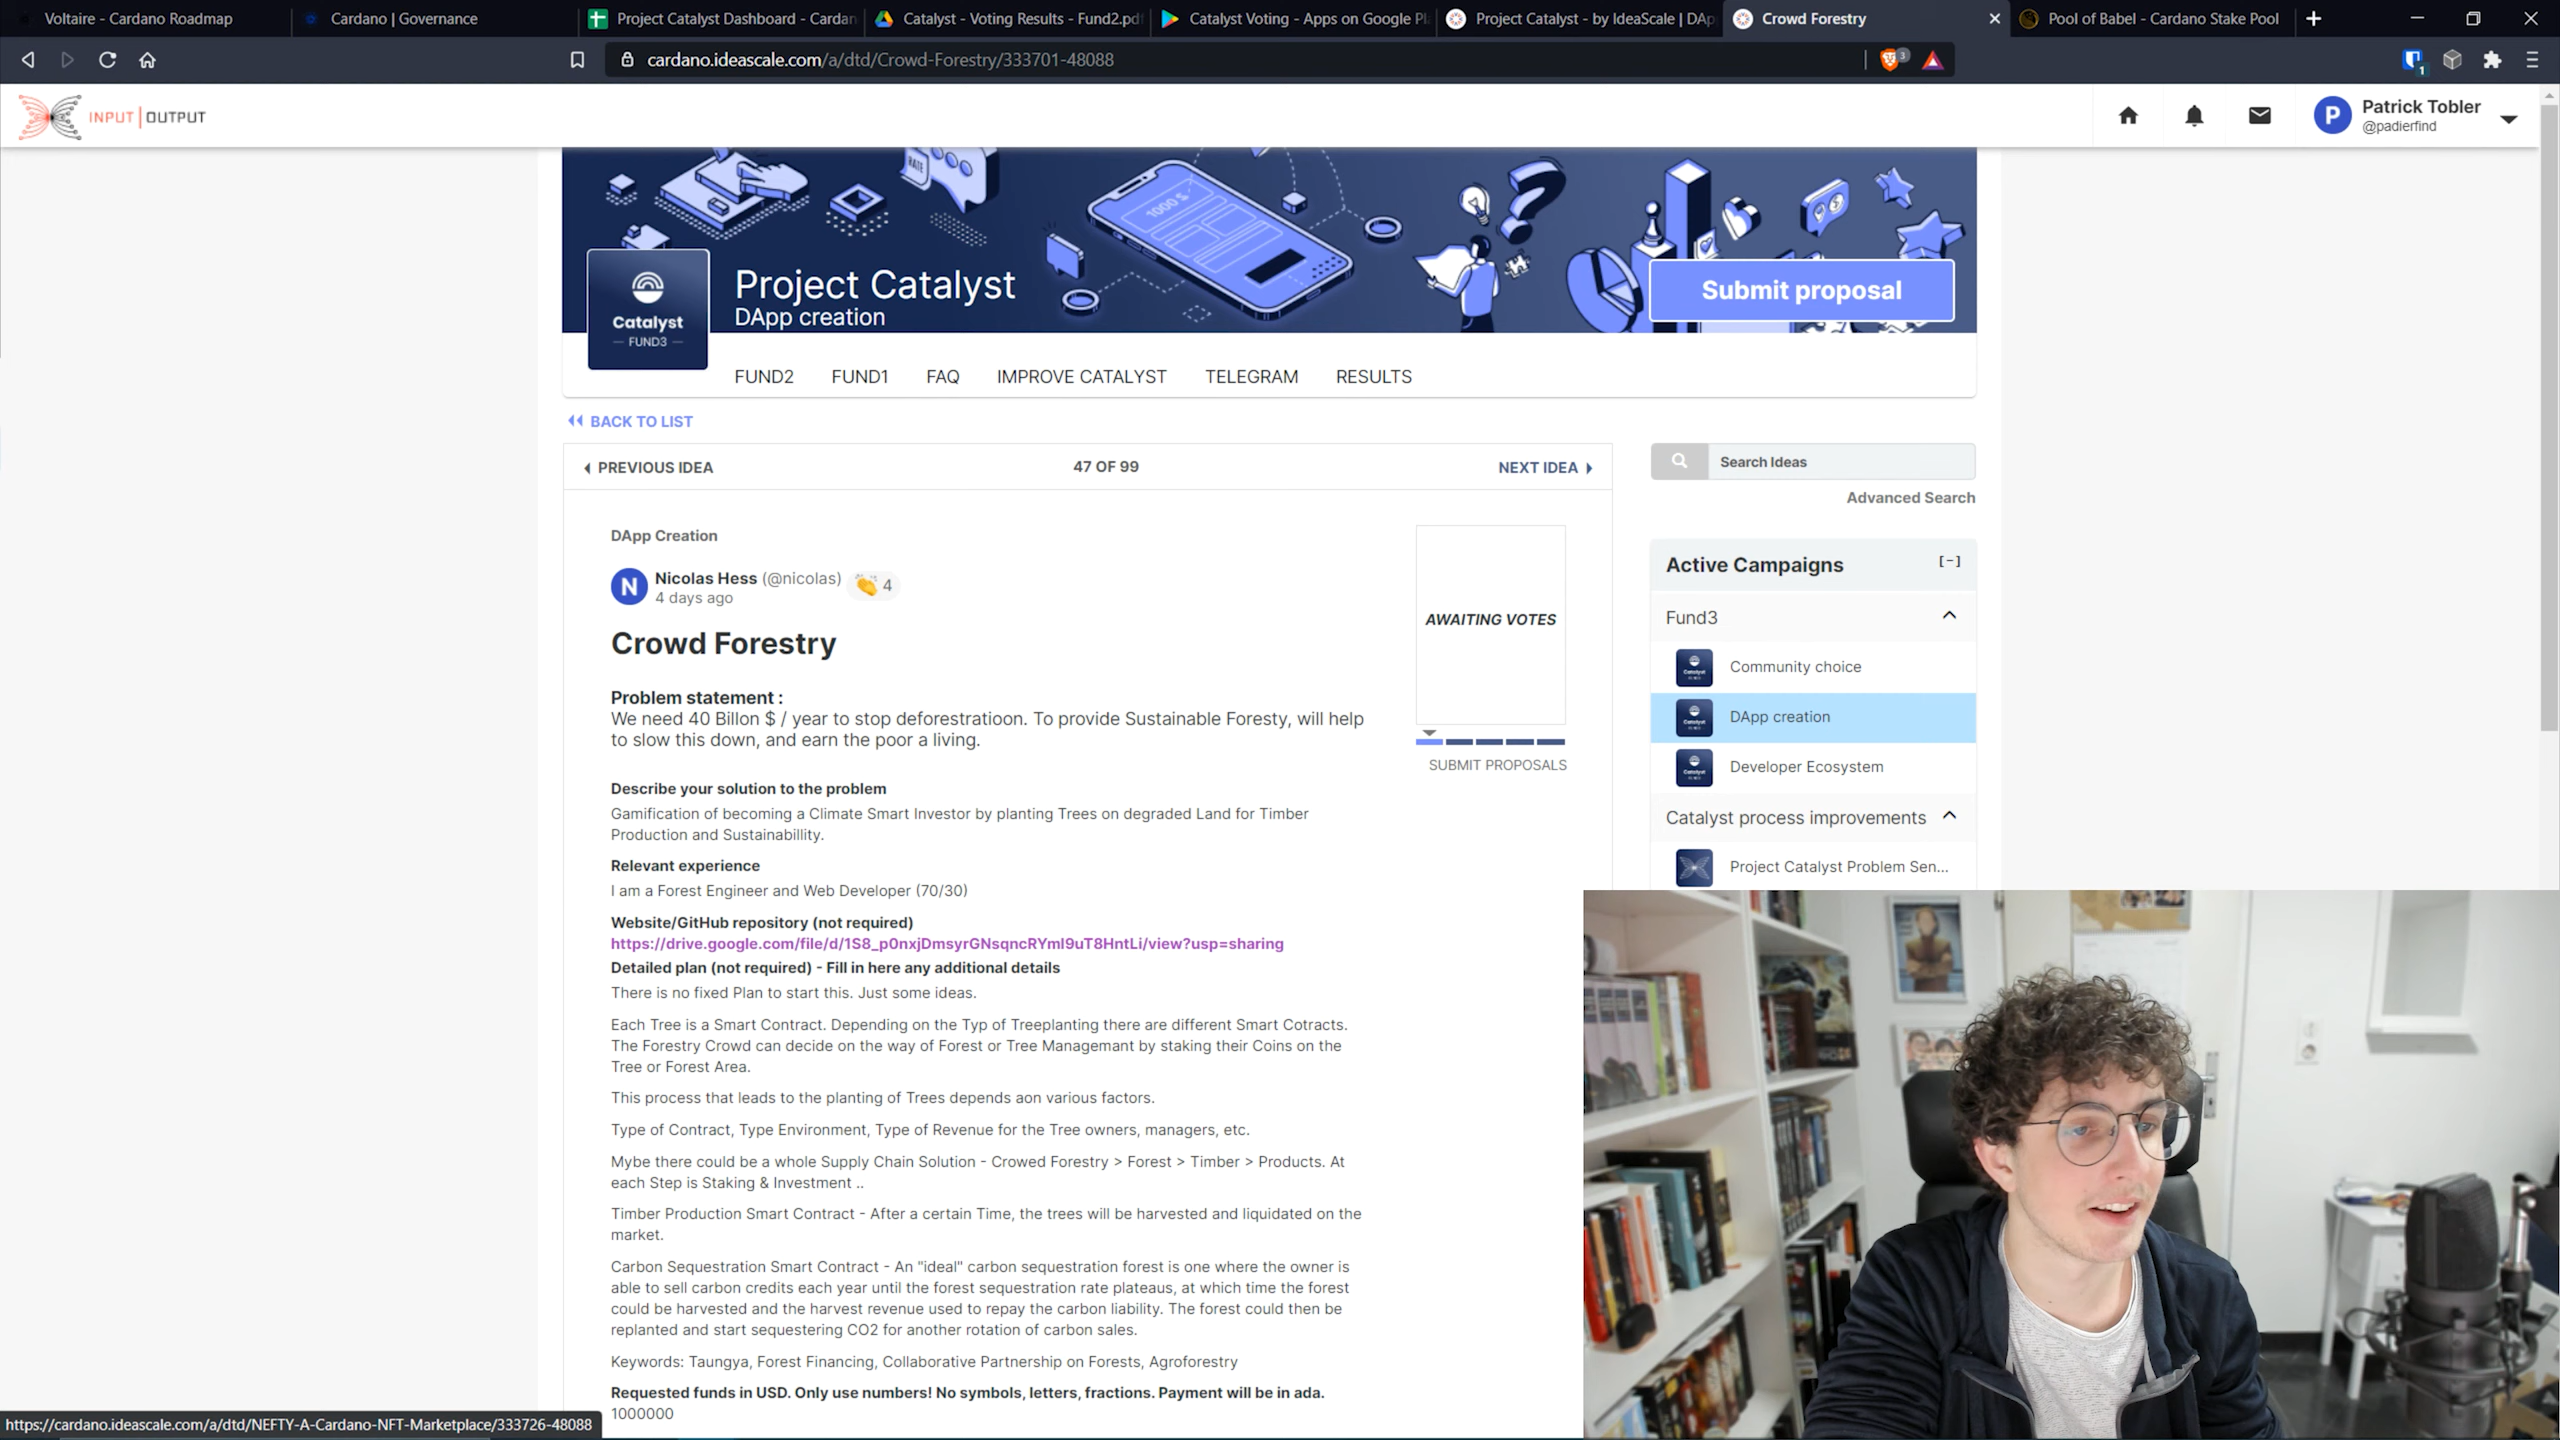 Voltaire - Cardano Roadmap
Cardano | Governance
Project Catalyst Dashboard - Cardan
Catalyst - Voting Results - Fund2.pdf
Catalyst Voting - Apps on Google Pl
Project Catalyst - by IdeaScale | DAp
Crowd Forestry
Pool of Babel - Cardano Stake Pool
cardano.ideascale.com/a/dtd/Crowd-Forestry/333701-48088
3
1
INPUT | OUTPUT
P
Patrick Tobler
@padierfind
RATE
1000 $
Project Catalyst
DApp creation
Submit proposal
Catalyst
— FUND3 —
FUND2
FUND1
FAQ
IMPROVE CATALYST
TELEGRAM
RESULTS
BACK TO LIST
PREVIOUS IDEA
47 OF 99
NEXT IDEA
Search Ideas
Advanced Search
DApp Creation
N
Nicolas Hess (@nicolas)
4
4 days ago
AWAITING VOTES
SUBMIT PROPOSALS
Crowd Forestry
Problem statement :
We need 40 Billon $ / year to stop deforestratioon. To provide Sustainable Foresty, will help
to slow this down, and earn the poor a living.
Describe your solution to the problem
Gamification of becoming a Climate Smart Investor by planting Trees on degraded Land for Timber
Production and Sustainabillity.
Relevant experience
I am a Forest Engineer and Web Developer (70/30)
Website/GitHub repository (not required)
https://drive.google.com/file/d/1S8_p0nxjDmsyrGNsqncRYmI9uT8HntLi/view?usp=sharing
Detailed plan (not required) - Fill in here any additional details
There is no fixed Plan to start this. Just some ideas.
Each Tree is a Smart Contract. Depending on the Typ of Treeplanting there are different Smart Cotracts.
The Forestry Crowd can decide on the way of Forest or Tree Managemant by staking their Coins on the
Tree or Forest Area.
This process that leads to the planting of Trees depends aon various factors.
Type of Contract, Type Environment, Type of Revenue for the Tree owners, managers, etc.
Mybe there could be a whole Supply Chain Solution - Crowed Forestry > Forest > Timber > Products. At
each Step is Staking & Investment ..
Timber Production Smart Contract - After a certain Time, the trees will be harvested and liquidated on the
market.
Carbon Sequestration Smart Contract - An "ideal" carbon sequestration forest is one where the owner is
able to sell carbon credits each year until the forest sequestration rate plateaus, at which time the forest
could be harvested and the harvest revenue used to repay the carbon liability. The forest could then be
replanted and start sequestering CO2 for another rotation of carbon sales.
Keywords: Taungya, Forest Financing, Collaborative Partnership on Forests, Agroforestry
Requested funds in USD. Only use numbers! No symbols, letters, fractions. Payment will be in ada.
1000000
Active Campaigns
[-]
Fund3
Community choice
DApp creation
Developer Ecosystem
Catalyst process improvements
Project Catalyst Problem Sen...
https://cardano.ideascale.com/a/dtd/NEFTY-A-Cardano-NFT-Marketplace/333726-48088